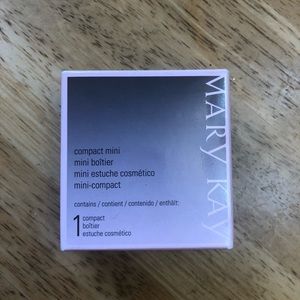 MARY KAY
compact mini
mini boîtier
mini estuche cosmético
mini-compact
contains / contient / contenido / enthält:
1 compact
boîtier
estuche cosmético